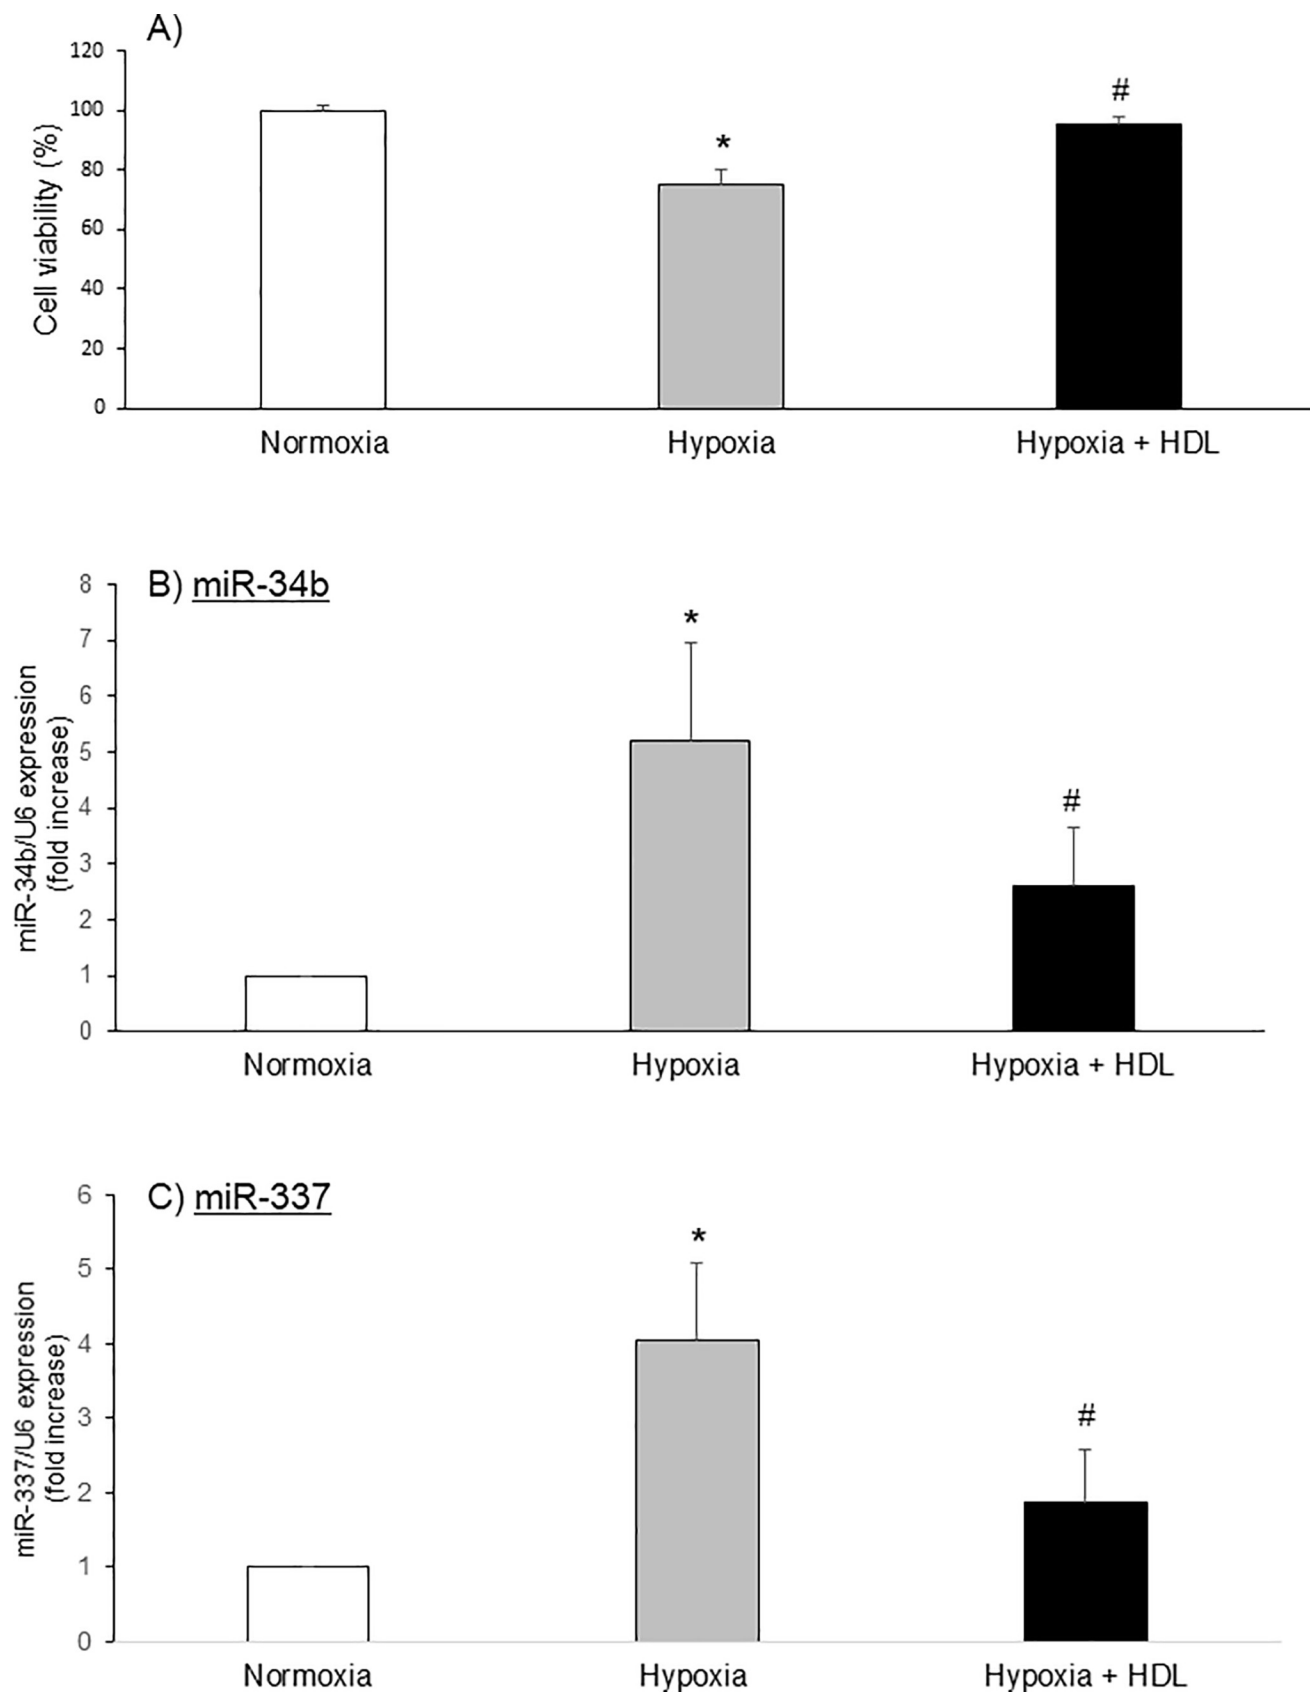 A)
Cell viability (%)
120
100
80
60
40
20
0
*
#
Normoxia Hypoxia Hypoxia + HDL
B) miR-34b
miR-34b/U6 expression
(fold increase)
8
7
6
5
4
3
2
1
0
*
#
Normoxia Hypoxia Hypoxia + HDL
C) miR-337
miR-337/U6 expression
(fold increase)
6
5
4
3
2
1
0
*
#
Normoxia Hypoxia Hypoxia + HDL